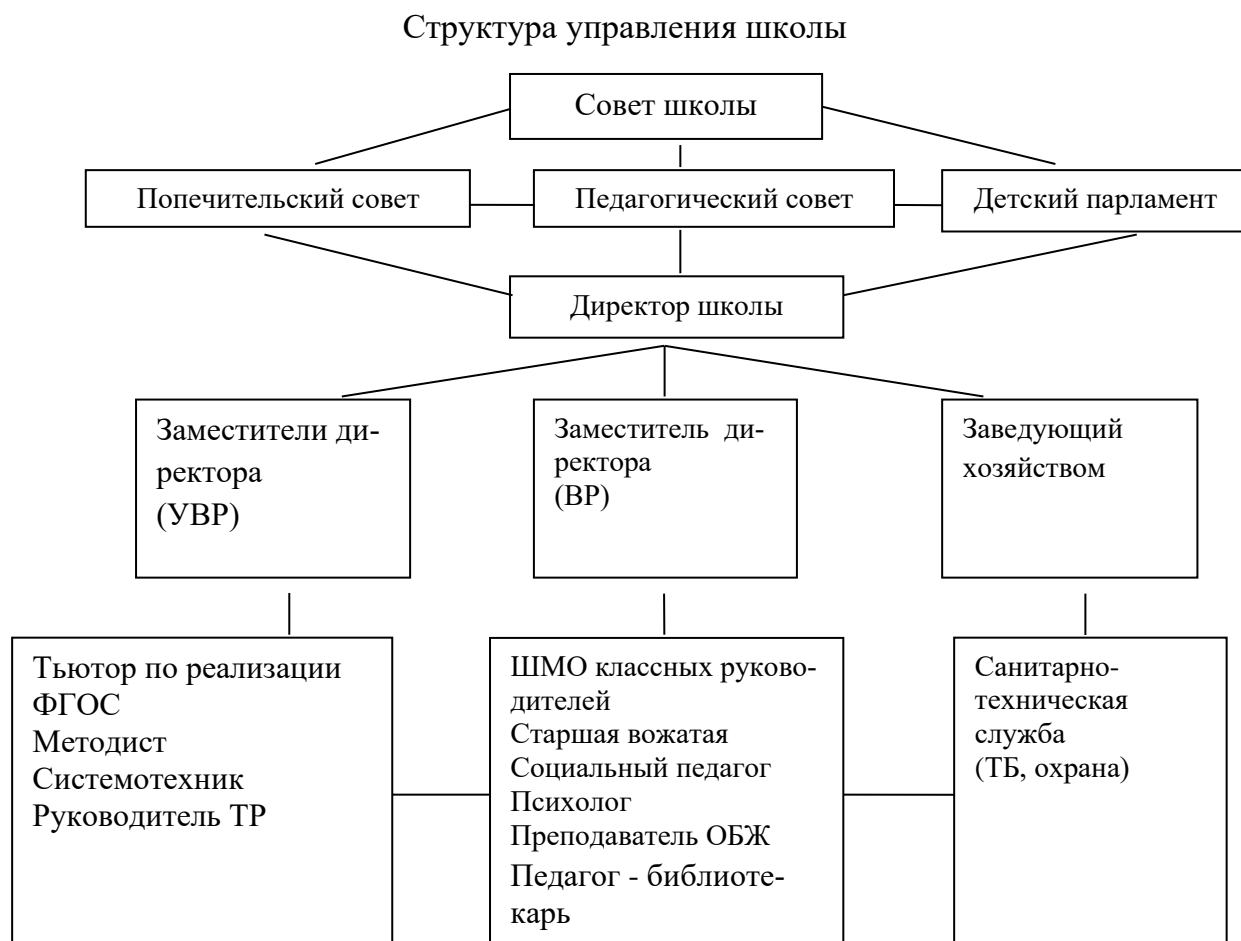 Структура управления школы
Совет школы
Попечительский совет
Педагогический совет
Детский парламент
Директор школы
Заместители ди-
ректора
(УВР)
Заместитель ди-
ректора
(ВР)
Заведующий
хозяйством
Тьютор по реализации
ФГОС
Методист
Системотехник
Руководитель ТР
ШМО классных руково-
дителей
Старшая вожатая
Социальный педагог
Психолог
Преподаватель ОБЖ
Педагог - библиоте-
карь
Санитарно-
техническая
служба
(ТБ, охрана)